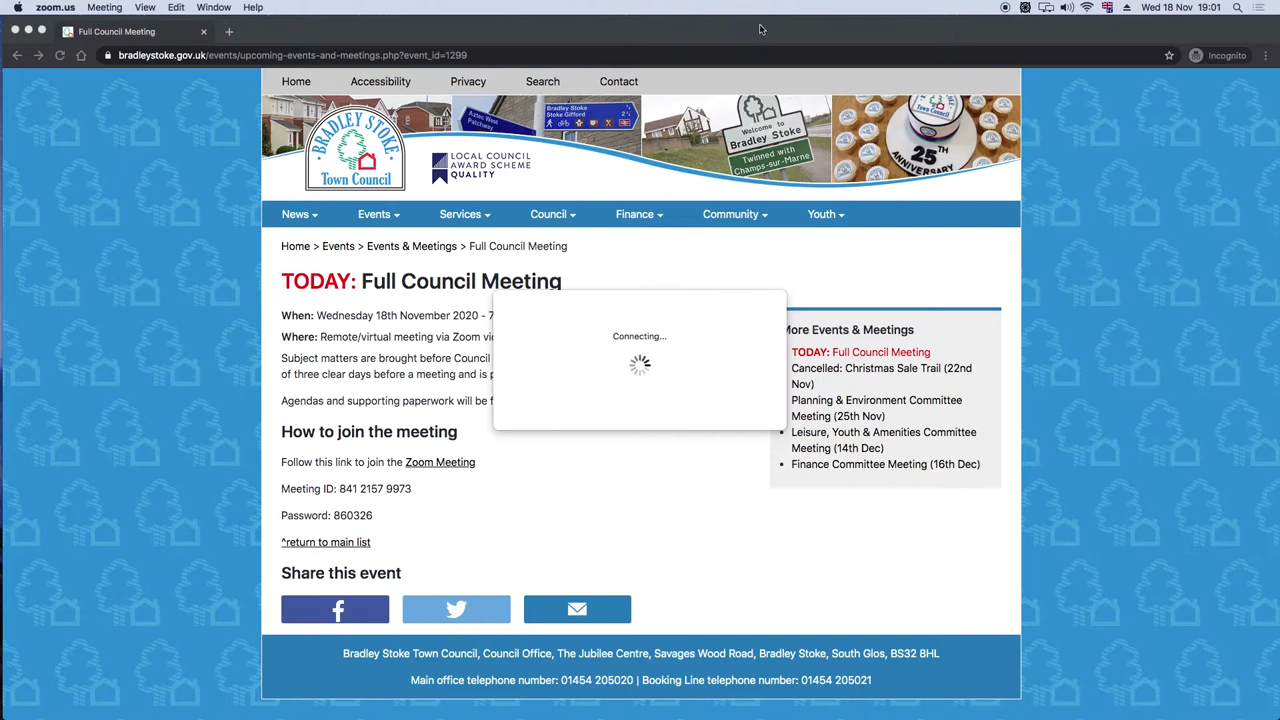 zoom.us Meeting View Edit Window Help Wed 18 Nov 19:01
Full Council Meeting
bradleystoke.gov.uk/events/upcoming-events-and-meetings.php?event_id=1299 Incognito
Home Accessibility Privacy Search Contact
BRADLEY STOKE
Town Council
LOCAL COUNCIL
AWARD SCHEME
QUALITY
Aztec West
Patchway
Bradley Stoke
Stoke Gifford
Welcome to
Bradley Stoke
Twinned with
Champs-sur-Marne
25TH
ANNIVERSARY
News Events Services Council Finance Community Youth
Home > Events > Events & Meetings > Full Council Meeting
TODAY: Full Council Meeting
When: Wednesday 18th November 2020 - 7
Where: Remote/virtual meeting via Zoom
Subject matters are brought before Council
of three clear days before a meeting and is
Agendas and supporting paperwork will be
Connecting...
How to join the meeting
Follow this link to join the Zoom Meeting
Meeting ID: 841 2157 9973
Password: 860326
^return to main list
Share this event
More Events & Meetings
TODAY: Full Council Meeting
Cancelled: Christmas Sale Trail (22nd
Nov)
Planning & Environment Committee
Meeting (25th Nov)
Leisure, Youth & Amenities Committee
Meeting (14th Dec)
Finance Committee Meeting (16th Dec)
Bradley Stoke Town Council, Council Office, The Jubilee Centre, Savages Wood Road, Bradley Stoke, South Glos, BS32 8HL
Main office telephone number: 01454 205020 | Booking Line telephone number: 01454 205021